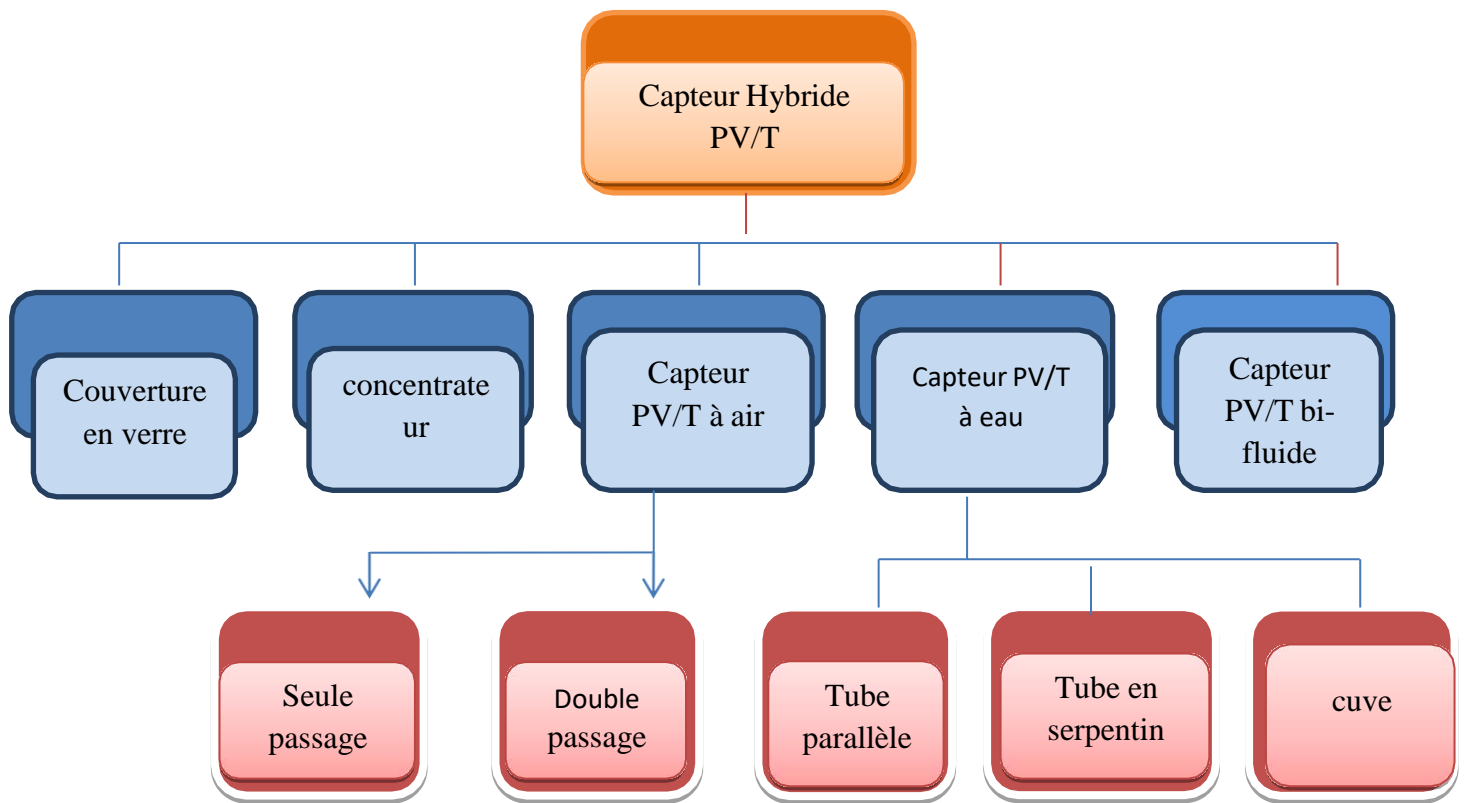 Capteur Hybride
PV/T
Couverture
en verre
concentrate
ur
Capteur
PV/T à air
Capteur PV/T
à eau
Capteur
PV/T bi-
fluide
Seule
passage
Double
passage
Tube
parallèle
Tube en
serpentin
cuve